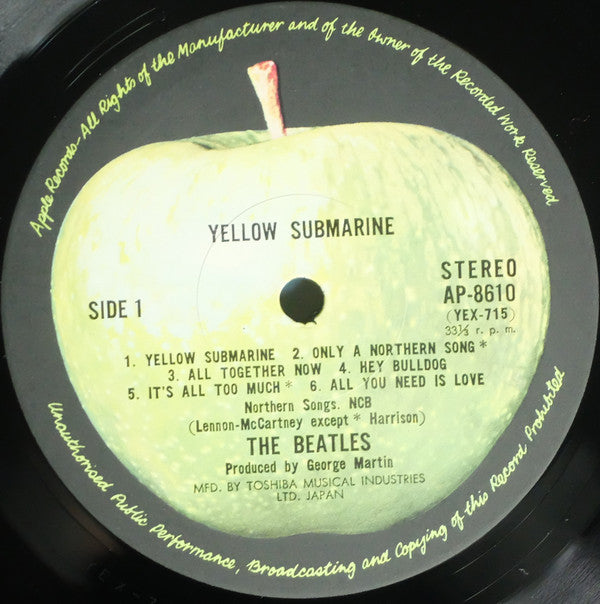 Apple Records—All Rights of the Manufacturer and of the Owner of the Recorded Work Reserved
YELLOW SUBMARINE
SIDE 1
STEREO
AP-8610
(YEX-715)
33⅓ r. p. m.
1. YELLOW SUBMARINE 2. ONLY A NORTHERN SONG *
3. ALL TOGETHER NOW 4. HEY BULLDOG
5. IT'S ALL TOO MUCH * 6. ALL YOU NEED IS LOVE
Northern Songs. NCB
(Lennon-McCartney except * Harrison)
THE BEATLES
Produced by George Martin
MFD. BY TOSHIBA MUSICAL INDUSTRIES
LTD. JAPAN
Unauthorised Public Performance, Broadcasting and Copying of this Record Prohibited